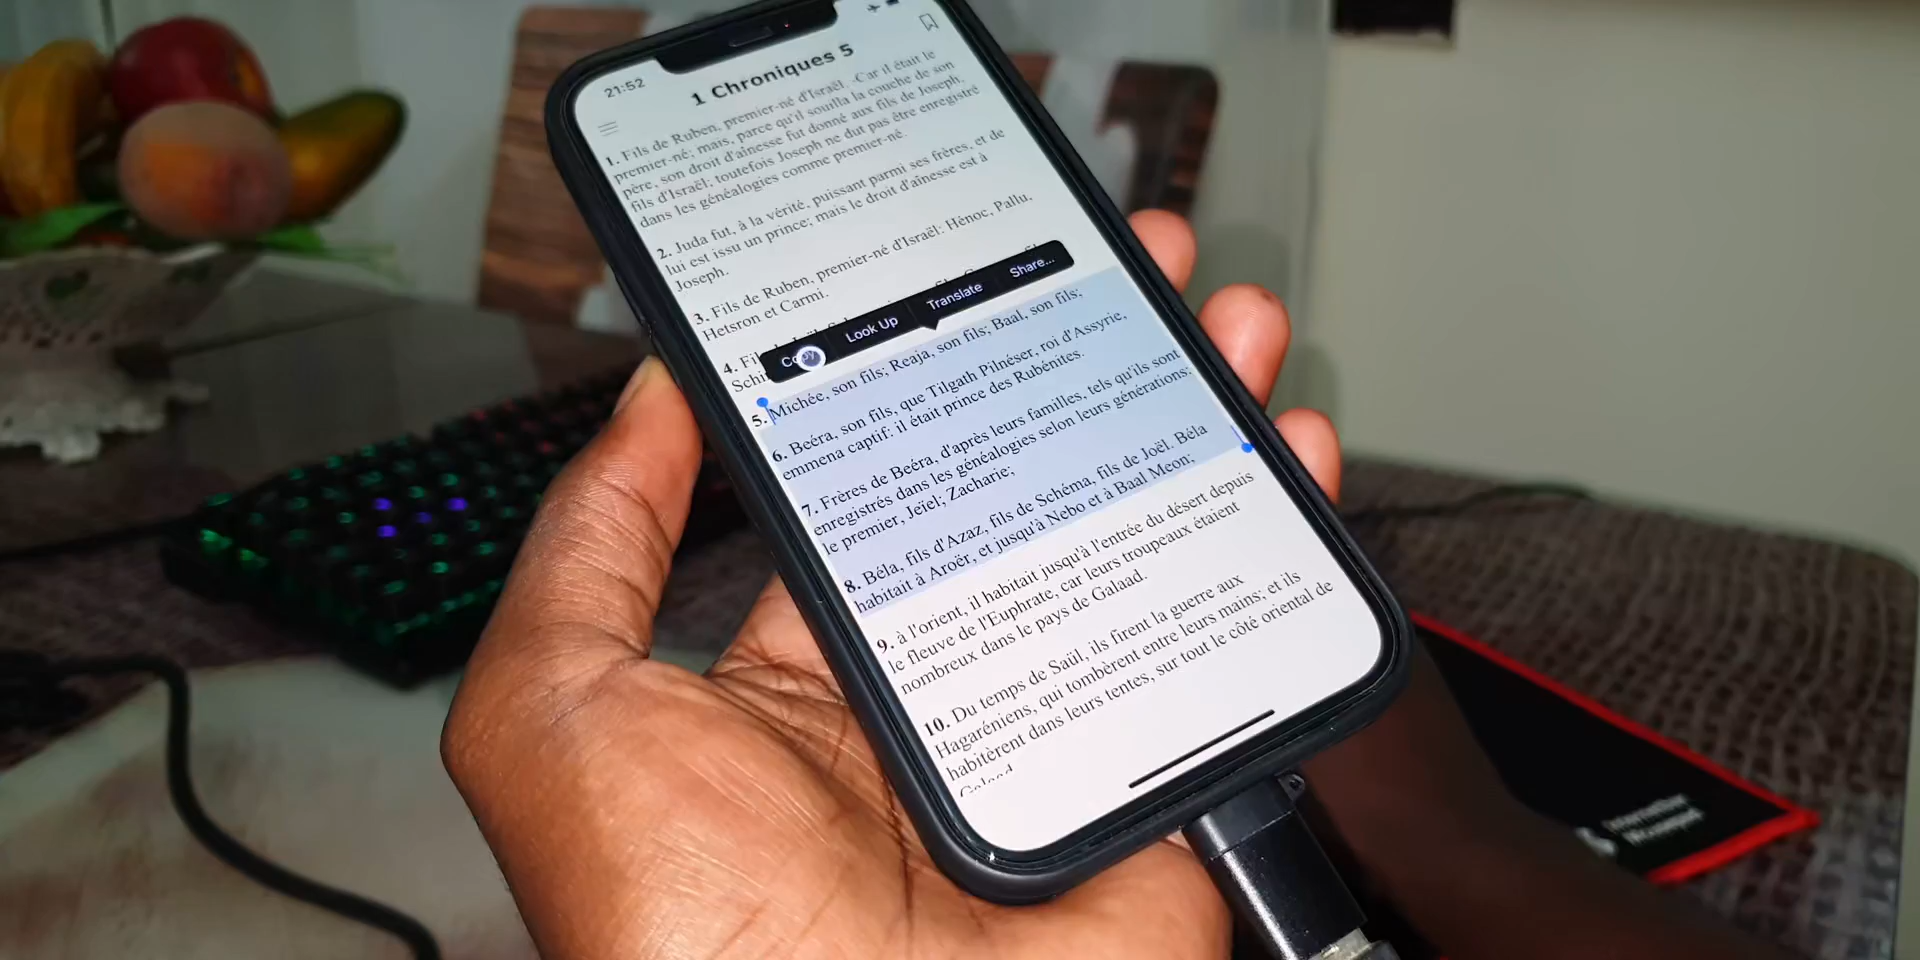 21:52
1 Chroniques 5
1. Fils de Ruben, premier-né d'Israël. -Car il était le
premier-né; mais, parce qu'il souilla la couche de son
père, son droit d'aînesse fut donné aux fils de Joseph,
fils d'Israël; toutefois Joseph ne dut pas être enregistré
dans les généalogies comme premier-né.
2. Juda fut, à la vérité, puissant parmi ses frères, et de
lui est issu un prince; mais le droit d'aînesse est à
Joseph.
3. Fils de Ruben, premier-né d'Israël: Hénoc, Pallu,
Hetsron et Carmi.
Copy Look Up Translate Share...
4.
5. Michée, son fils; Reaja, son fils; Baal, son fils;
6. Beéra, son fils, que Tilgath Pilnéser, roi d'Assyrie,
emmena captif: il était prince des Rubénites.
7. Frères de Beéra, d'après leurs familles, tels qu'ils sont
enregistrés dans les généalogies selon leurs générations:
le premier, Jeïel; Zacharie;
8. Béla, fils d'Azaz, fils de Schéma, fils de Joël. Béla
habitait à Aroër, et jusqu'à Nebo et à Baal Meon;
9. à l'orient, il habitait jusqu'à l'entrée du désert depuis
le fleuve de l'Euphrate, car leurs troupeaux étaient
nombreux dans le pays de Galaad.
10. Du temps de Saül, ils firent la guerre aux
Hagaréniens, qui tombèrent entre leurs mains; et ils
habitèrent dans leurs tentes, sur tout le côté oriental de